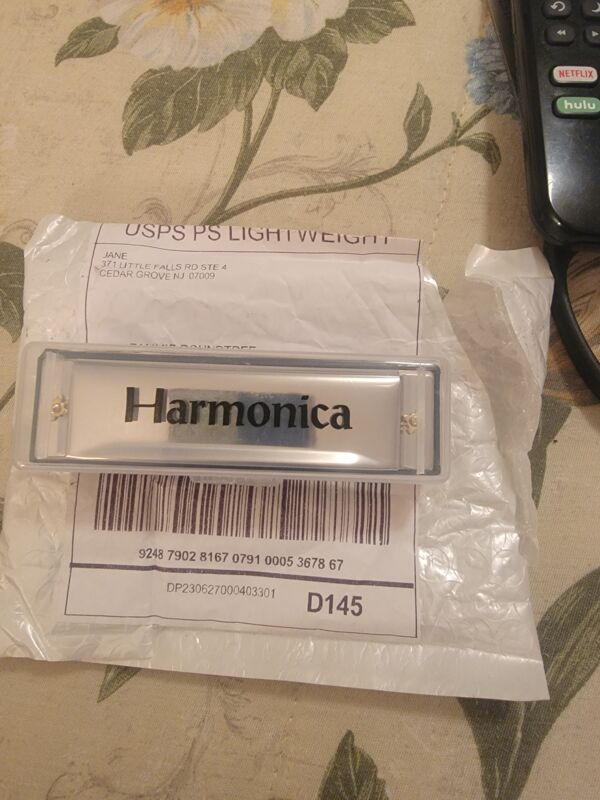 NETFLIX
hulu
USPS PS LIGHTWEIGHT
JANE
371 LITTLE FALLS RD STE 4
CEDAR GROVE NJ 07009
ROUNDTREE
Harmonica
9248 7902 8167 0791 0005 3678 67
DP230627000403301
D145